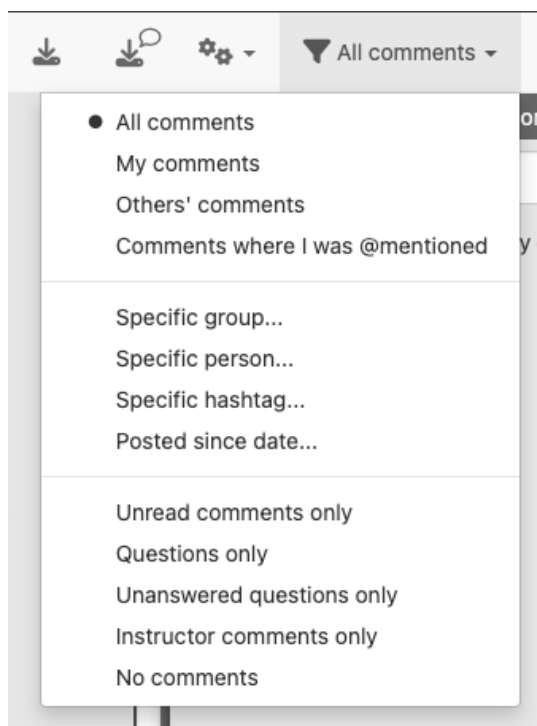 All comments
All comments
My comments
Others' comments
Comments where I was @mentioned
Specific group...
Specific person...
Specific hashtag...
Posted since date...
Unread comments only
Questions only
Unanswered questions only
Instructor comments only
No comments